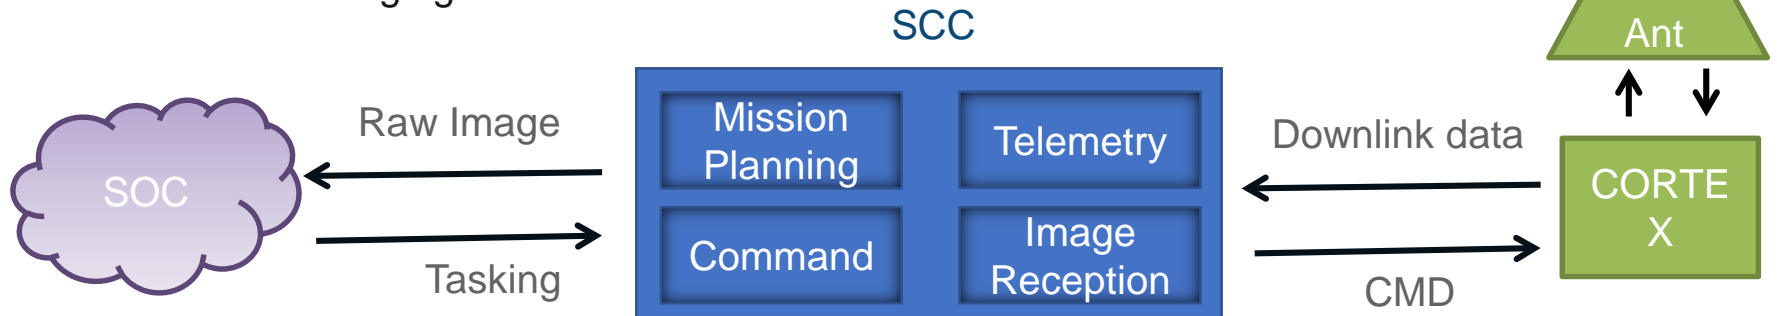 SCC
Ant
SOC
Raw Image
Tasking
Mission
Planning
Telemetry
Command
Image
Reception
Downlink data
CMD
CORTE
X